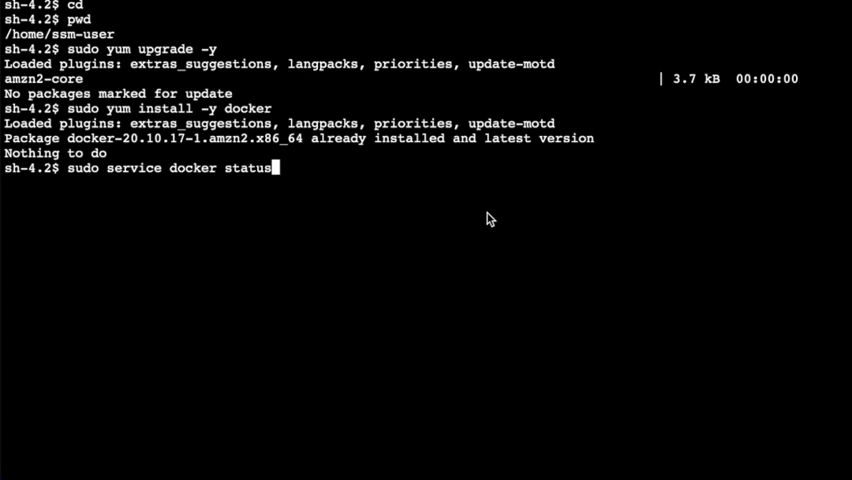 sh-4.2$ cd
sh-4.2$ pwd
/home/ssm-user
sh-4.2$ sudo yum upgrade -y
Loaded plugins: extras_suggestions, langpacks, priorities, update-motd
amzn2-core | 3.7 kB 00:00:00
No packages marked for update
sh-4.2$ sudo yum install -y docker
Loaded plugins: extras_suggestions, langpacks, priorities, update-motd
Package docker-20.10.17-1.amzn2.x86_64 already installed and latest version
Nothing to do
sh-4.2$ sudo service docker status